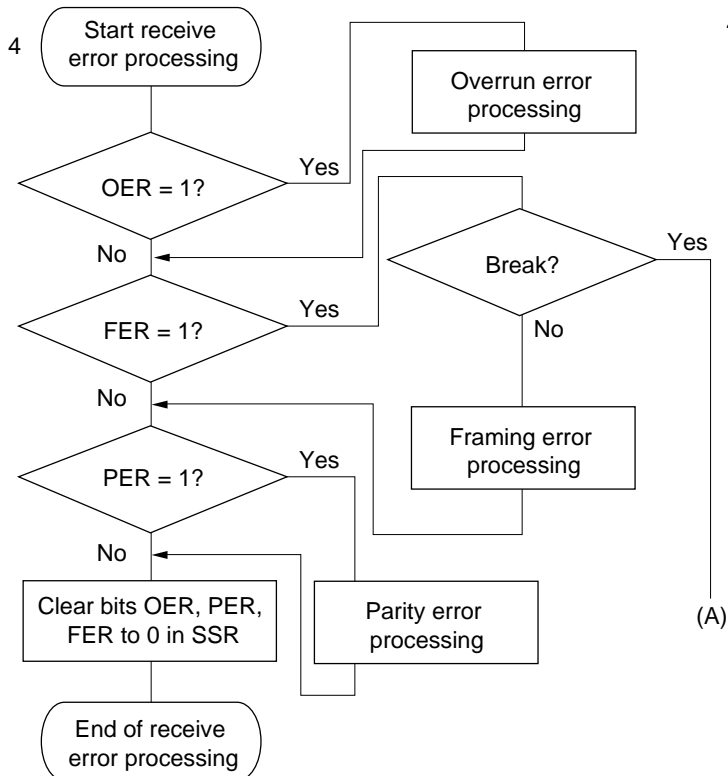 4
Start receive
error processing
Overrun error
processing
Yes
OER = 1?
No
Yes
Break?
Yes
FER = 1?
No
No
Framing error
processing
Yes
PER = 1?
No
Clear bits OER, PER,
FER to 0 in SSR
Parity error
processing
(A)
End of receive
error processing